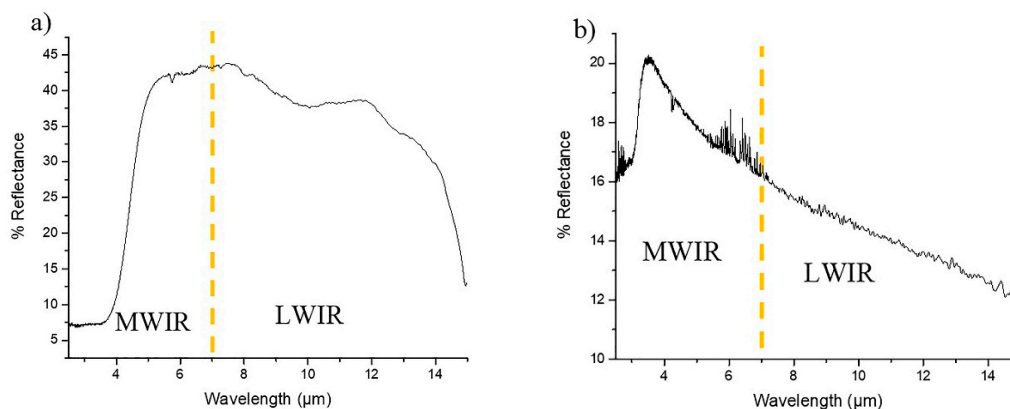 a)
45
40
35
30
25
20
15
10
5
% Reflectance
MWIR
LWIR
4 6 8 10 12 14
Wavelength (µm)
b)
20
18
16
14
12
10
% Reflectance
MWIR
LWIR
4 6 8 10 12 14
Wavelength (µm)